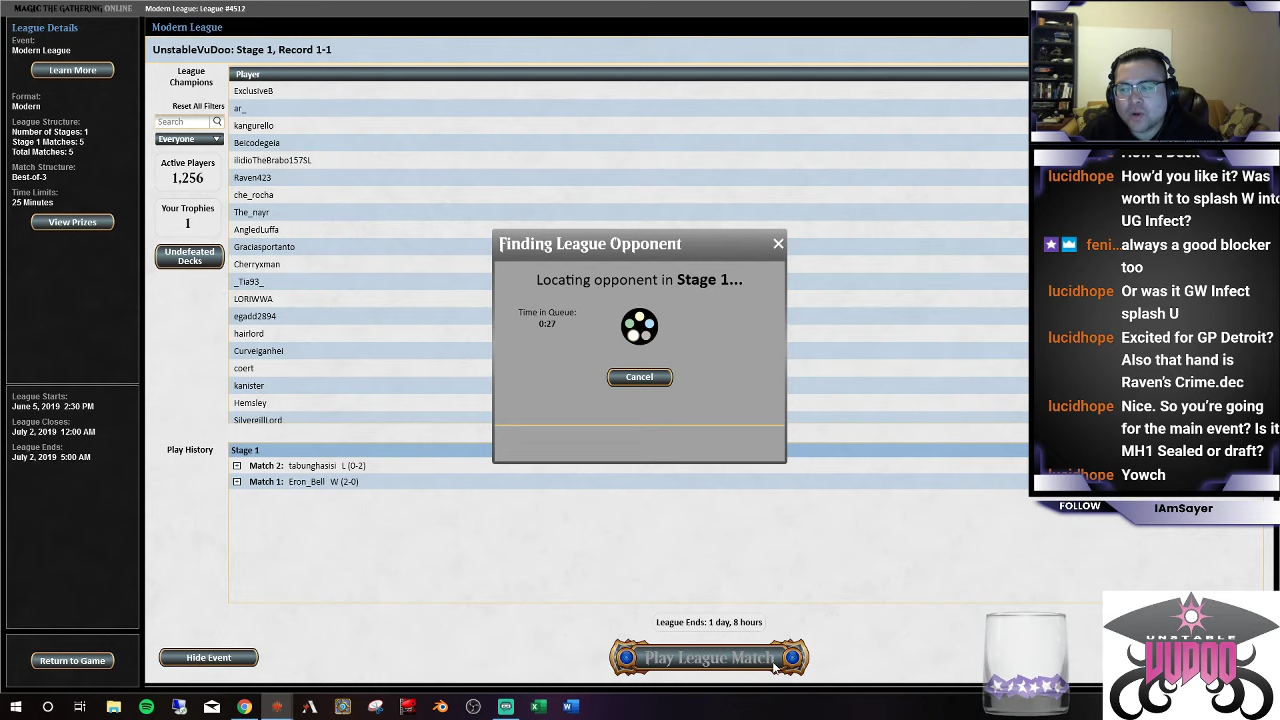 MAGIC THE GATHERING ONLINE
Modern League: League #4512
League Details
Event:
Modern League
Learn More
Format:
Modern
League Structure:
Number of Stages: 1
Stage 1 Matches: 5
Total Matches: 5
Match Structure:
Best-of-3
Time Limits:
25 Minutes
View Prizes
League Starts:
June 5, 2019 2:30 PM
League Closes:
July 2, 2019 12:00 AM
League Ends:
July 2, 2019 5:00 AM
Return to Game
Modern League
UnstableVuDoo: Stage 1, Record 1-1
League
Champions
Reset All Filters
Search
Everyone
Active Players
1,256
Your Trophies
1
Undefeated
Decks
Player
ExclusiveB
ar_
kangurello
Beicodegeia
ilidioTheBrabo157SL
Raven423
che_rocha
The_nayr
AngledLuffa
Graciasportanto
Cherryxman
_Tia93_
LORIWWA
egadd2894
hairlord
Curveiganhei
coert
kanister
Hemsley
SilvergillLord
Play History
Stage 1
Match 2: tabunghasisi L (0-2)
Match 1: Eron_Bell W (2-0)
Finding League Opponent
Locating opponent in Stage 1...
Time in Queue:
0:27
Cancel
League Ends: 1 day, 8 hours
Hide Event
Play League Match
lucidhope How'd you like it? Was
worth it to splash W into
UG Infect?
feni... always a good blocker
too
lucidhope Or was it GW Infect
splash U
lucidhope Excited for GP Detroit?
Also that hand is
Raven's Crime.dec
lucidhope Nice. So you're going
for the main event? Is it
MH1 Sealed or draft?
lucidhope Yowch
FOLLOW
IAmSayer
UNSTABLE
VUDOO